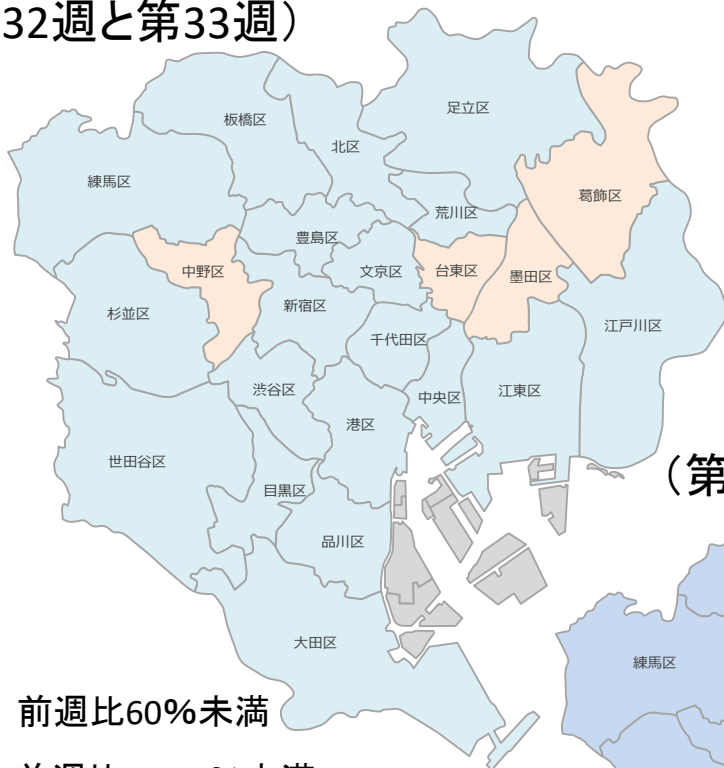 32週と第33週）
足立区
板橋区
北区
練馬区
葛飾区
荒川区
豊島区
文京区
台東区
中野区
墨田区
新宿区
杉並区
江戸川区
千代田区
渋谷区
中央区
江東区
港区
世田谷区
（第
目黒区
品川区
大田区
練馬区
前週比60%未満